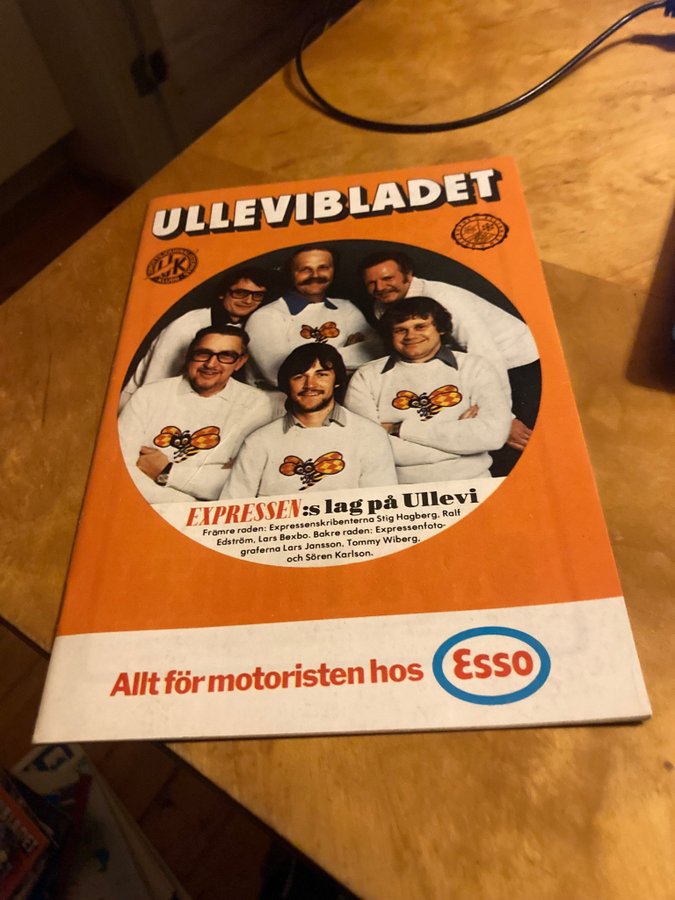 ULLEVIBLADET
EXPRESSEN:s lag på Ullevi
Främre raden: Expressenskribenterna Stig Hagberg, Ralf
Edström, Lars Bexbo. Bakre raden: Expressenfoto-
graferna Lars Jansson, Tommy Wiberg,
och Sören Karlson.
Allt för motoristen hos Esso